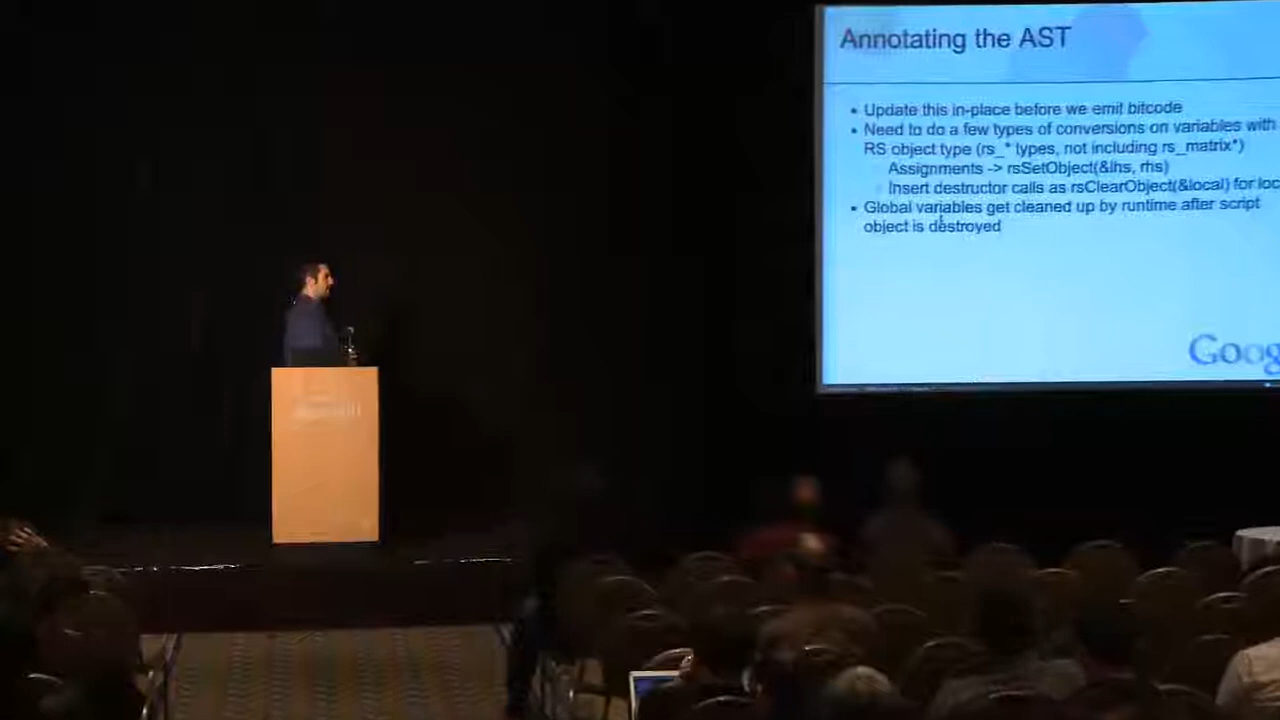 Annotating the AST
• Update this in-place before we emit bitcode
• Need to do a few types of conversions on variables with
RS object type (rs_* types, not including rs_matrix*)
Assignments -> rsSetObject(&lhs, rhs)
Insert destructor calls as rsClearObject(&local) for loc
• Global variables get cleaned up by runtime after script
object is destroyed
Goog